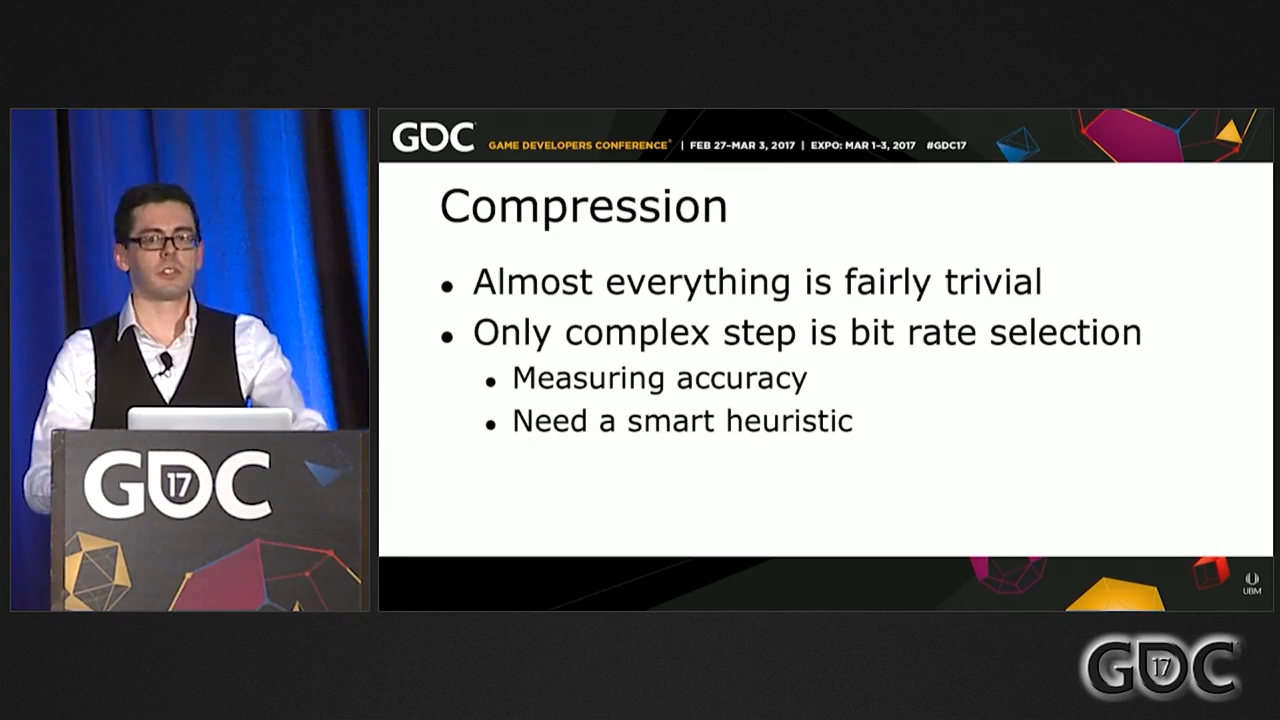 GDC
GAME DEVELOPERS CONFERENCE® | FEB 27–MAR 3, 2017 | EXPO: MAR 1–3, 2017 #GDC17
Compression
• Almost everything is fairly trivial
• Only complex step is bit rate selection
• Measuring accuracy
• Need a smart heuristic
GDC
17
UBM
GDC
17